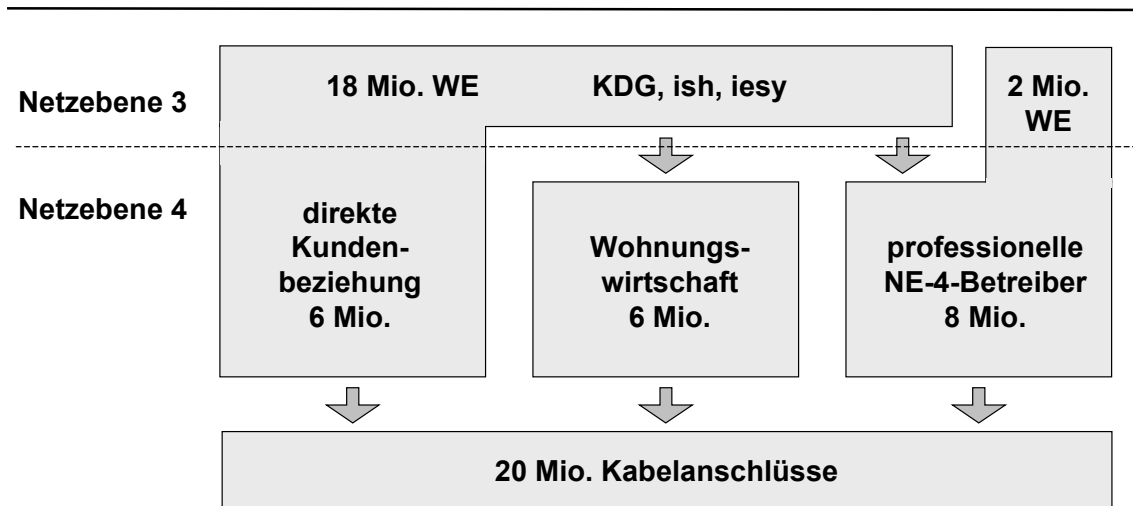 Netzebene 3
18 Mio. WE
KDG, ish, iesy
2 Mio.
WE
Netzebene 4
direkte
Kunden-
beziehung
6 Mio.
Wohnungs-
wirtschaft
6 Mio.
professionelle
NE-4-Betreiber
8 Mio.
20 Mio. Kabelanschlüsse